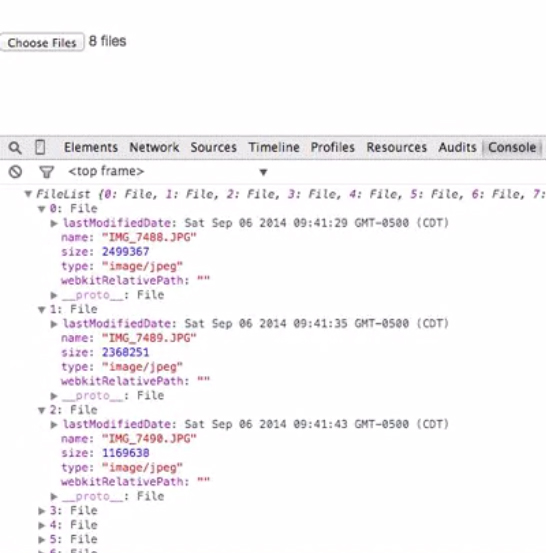 Choose Files 8 files
Elements Network Sources Timeline Profiles Resources Audits Console
<top frame> ▼
▼ FileList {0: File, 1: File, 2: File, 3: File, 4: File, 5: File, 6: File, 7:
▼ 0: File
▶ lastModifiedDate: Sat Sep 06 2014 09:41:29 GMT-0500 (CDT)
name: "IMG_7488.JPG"
size: 2499367
type: "image/jpeg"
webkitRelativePath: ""
▶ __proto__: File
▼ 1: File
▶ lastModifiedDate: Sat Sep 06 2014 09:41:35 GMT-0500 (CDT)
name: "IMG_7489.JPG"
size: 2368251
type: "image/jpeg"
webkitRelativePath: ""
▶ __proto__: File
▼ 2: File
▶ lastModifiedDate: Sat Sep 06 2014 09:41:43 GMT-0500 (CDT)
name: "IMG_7490.JPG"
size: 1169638
type: "image/jpeg"
webkitRelativePath: ""
▶ __proto__: File
▶ 3: File
▶ 4: File
▶ 5: File